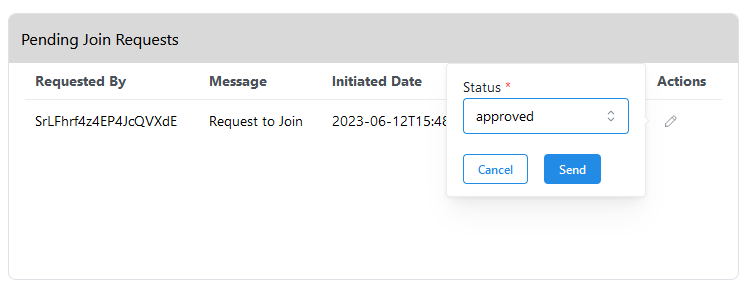 Pending Join Requests
Requested By Message Initiated Date Actions
Status *
SrLFhrf4z4EP4JcQVXdE Request to Join 2023-06-12T15:48 approved
Cancel Send